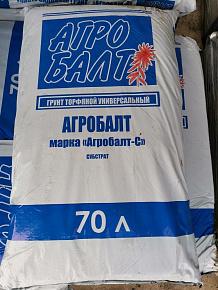 АГРО
БАЛТ
ГРУНТ ТОРФЯНОЙ УНИВЕРСАЛЬНЫЙ
АГРОБАЛТ
марка «Агробалт-С»
СУБСТРАТ
70 л